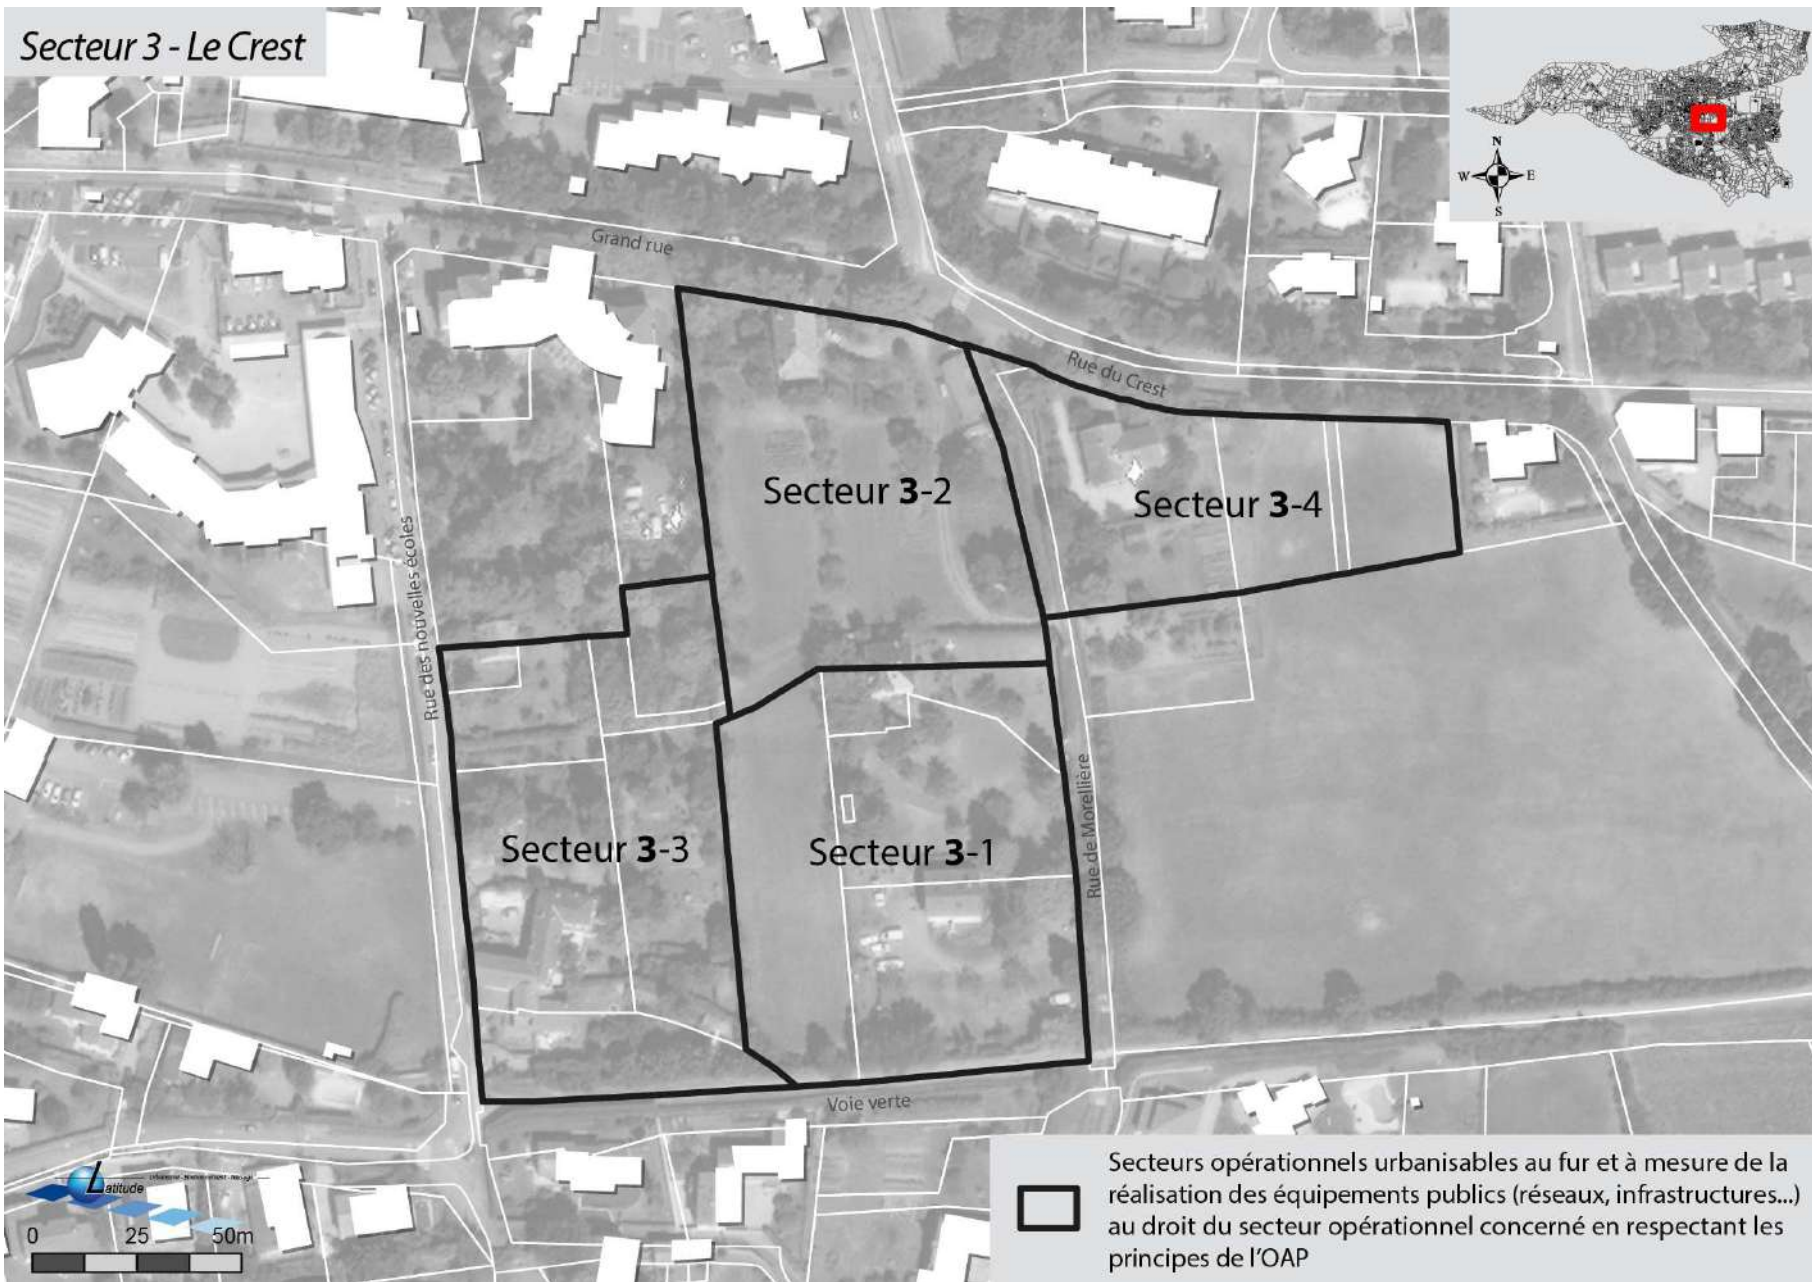 Secteur 3 - Le Crest
N
W E
S
Grand rue
Rue du Crest
Secteur 3-2
Secteur 3-4
Rue des nouvelles écoles
Secteur 3-3
Secteur 3-1
Rue de Morellière
Voie verte
Latitude
0 25 50m
Secteurs opérationnels urbanisables au fur et à mesure de la
réalisation des équipements publics (réseaux, infrastructures...)
au droit du secteur opérationnel concerné en respectant les
principes de l'OAP